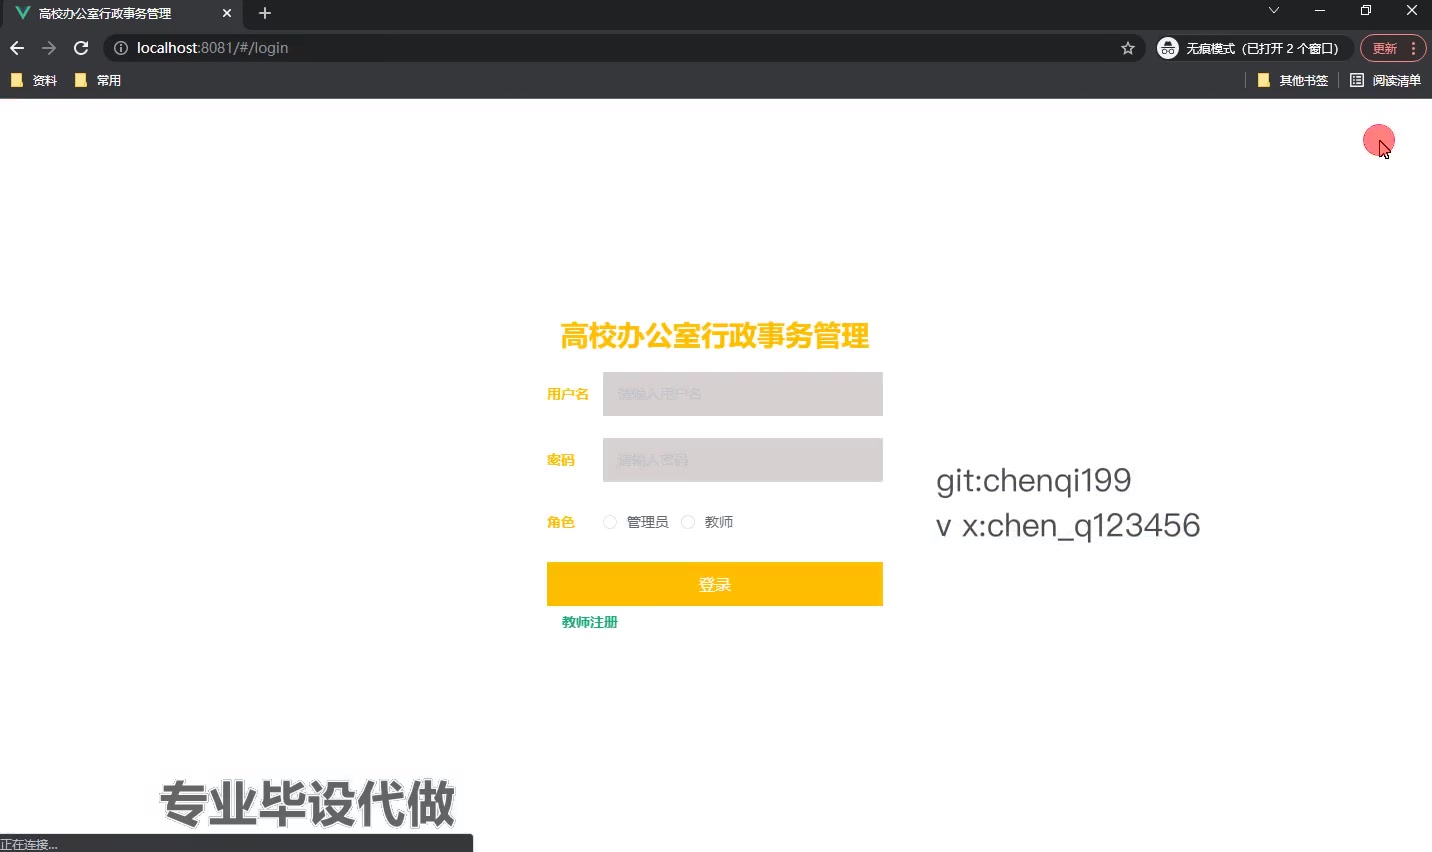 高校办公室行政事务管理
localhost:8081/#/login
无痕模式（已打开 2 个窗口）
更新
资料
常用
其他书签
阅读清单
高校办公室行政事务管理
用户名
请输入用户名
密码
请输入密码
角色
管理员
教师
登录
教师注册
git:chenqi199
v x:chen_q123456
专业毕设代做
正在连接...